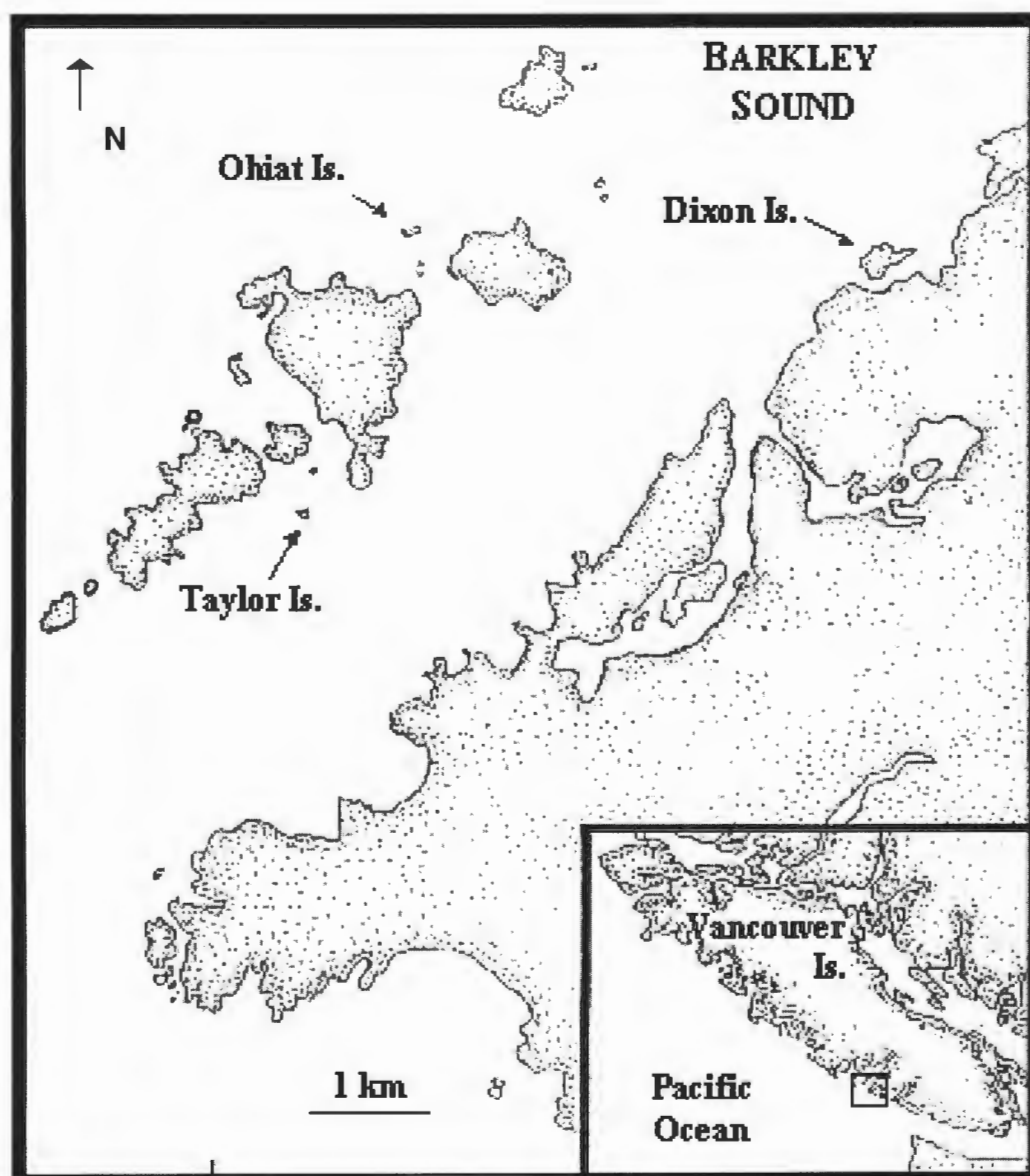 BARKLEY
SOUND
N
Ohiat Is.
Dixon Is.
Taylor Is.
Vancouver
Is.
1 km
Pacific
Ocean